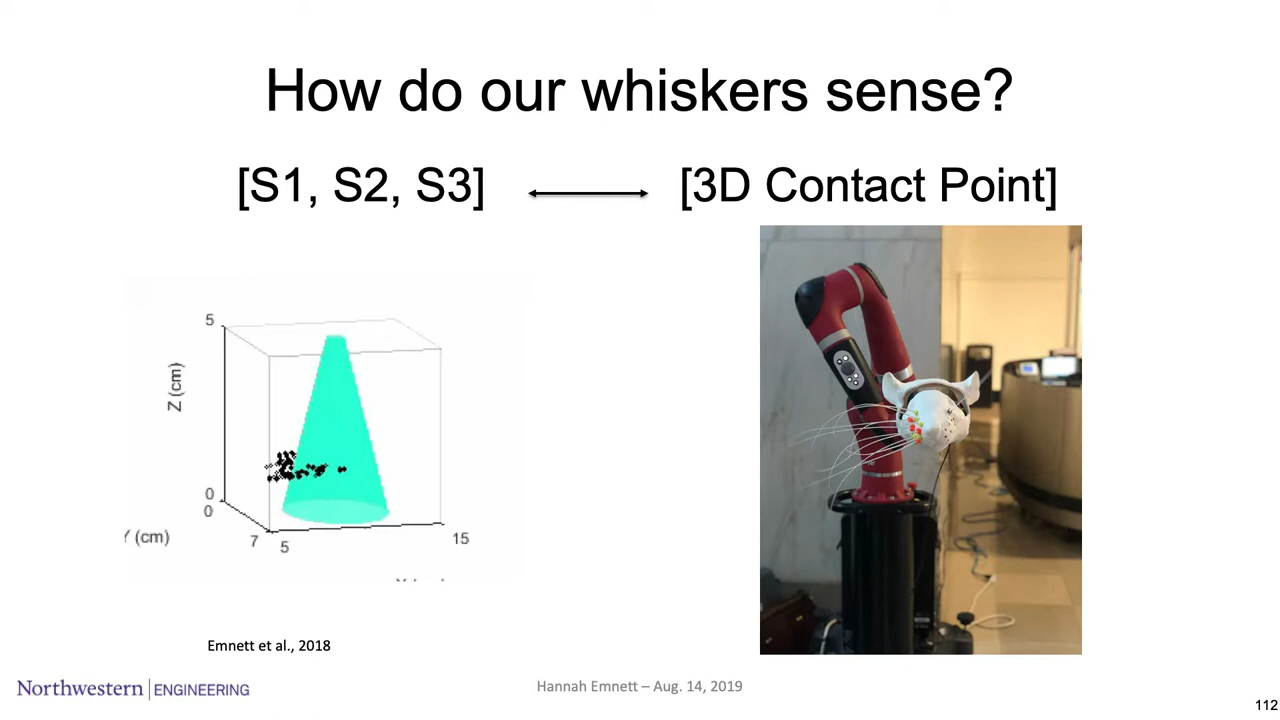 How do our whiskers sense?
[S1, S2, S3]
[3D Contact Point]
5
Z (cm)
0
0
(cm)
7
5
15
Emnett et al., 2018
Northwestern | ENGINEERING
Hannah Emnett – Aug. 14, 2019
112